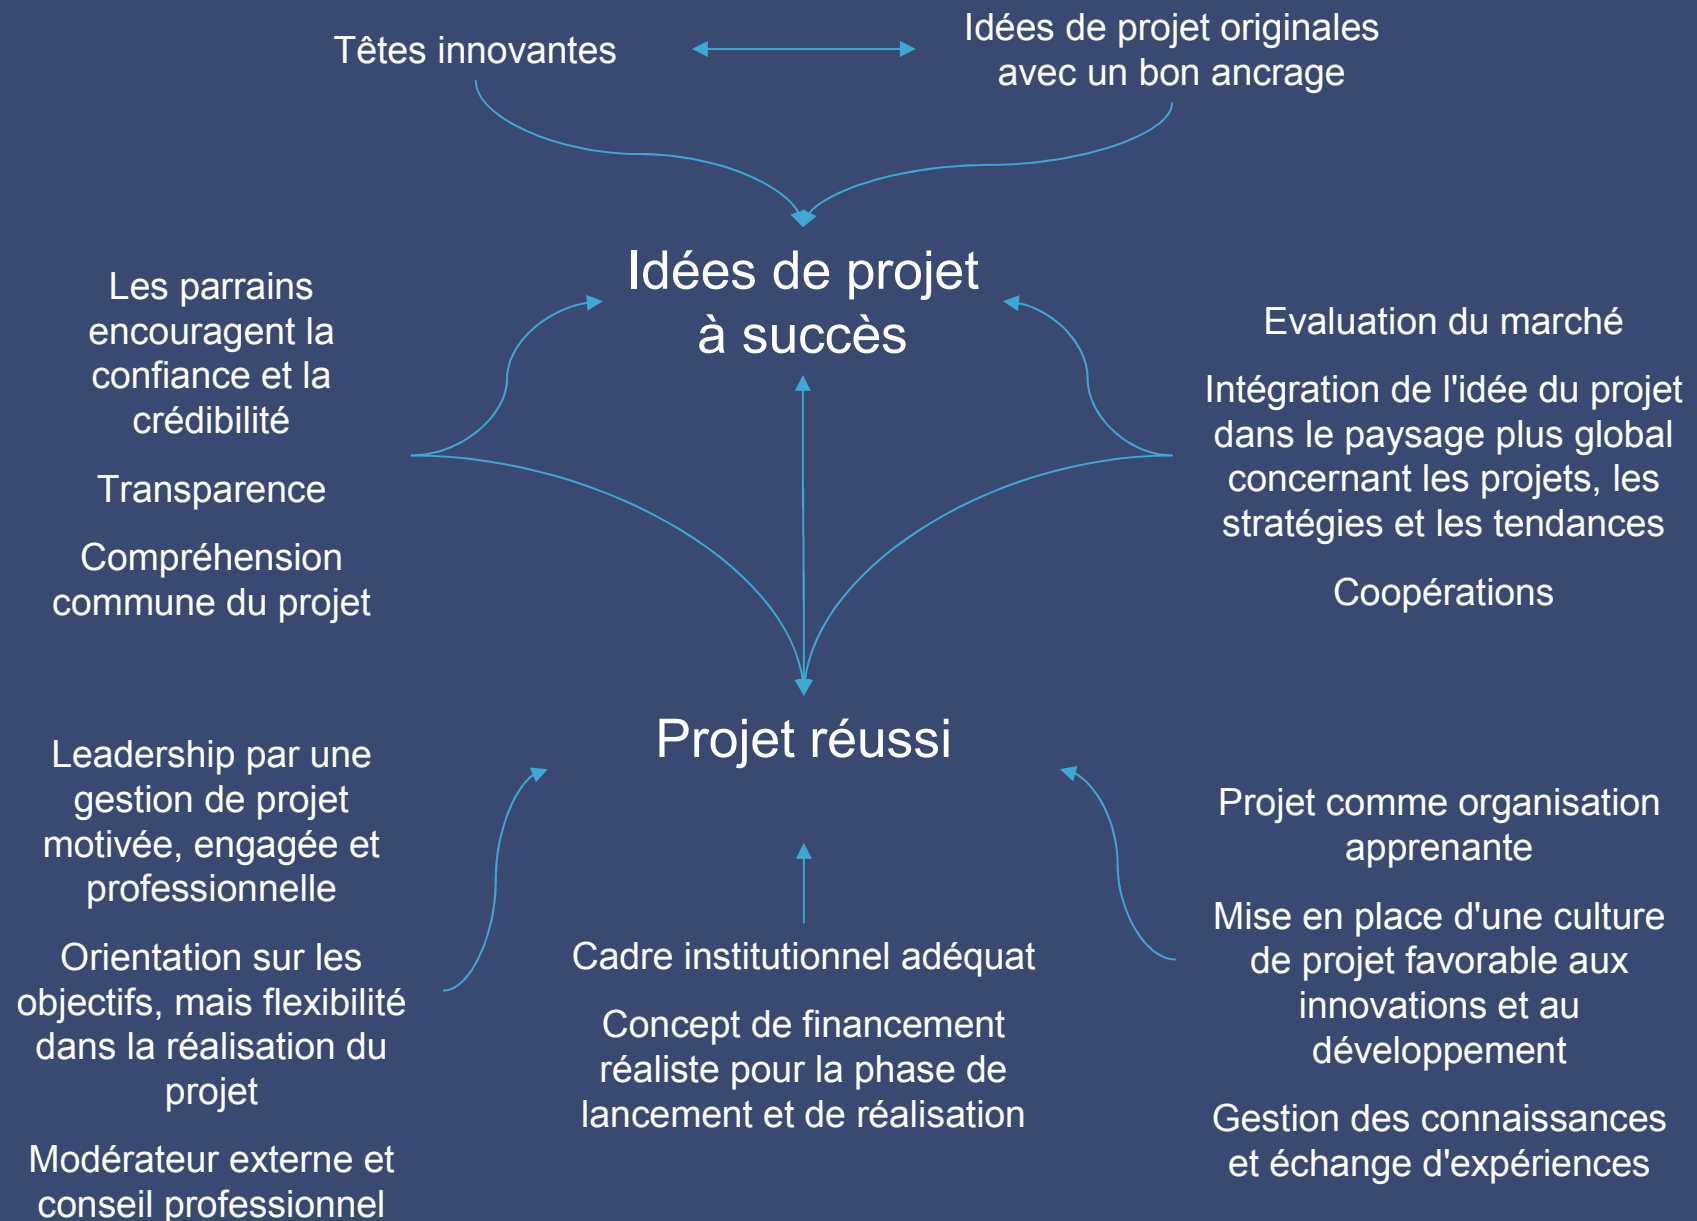 Têtes innovantes
Idées de projet originales
avec un bon ancrage
Idées de projet
à succès
Les parrains
encouragent la
confiance et la
crédibilité
Transparence
Compréhension
commune du projet
Evaluation du marché
Intégration de l'idée du projet
dans le paysage plus global
concernant les projets, les
stratégies et les tendances
Coopérations
Projet réussi
Leadership par une
gestion de projet
motivée, engagée et
professionnelle
Orientation sur les
objectifs, mais flexibilité
dans la réalisation du
projet
Modérateur externe et
conseil professionnel
Cadre institutionnel adéquat
Concept de financement
réaliste pour la phase de
lancement et de réalisation
Projet comme organisation
apprenante
Mise en place d'une culture
de projet favorable aux
innovations et au
développement
Gestion des connaissances
et échange d'expériences